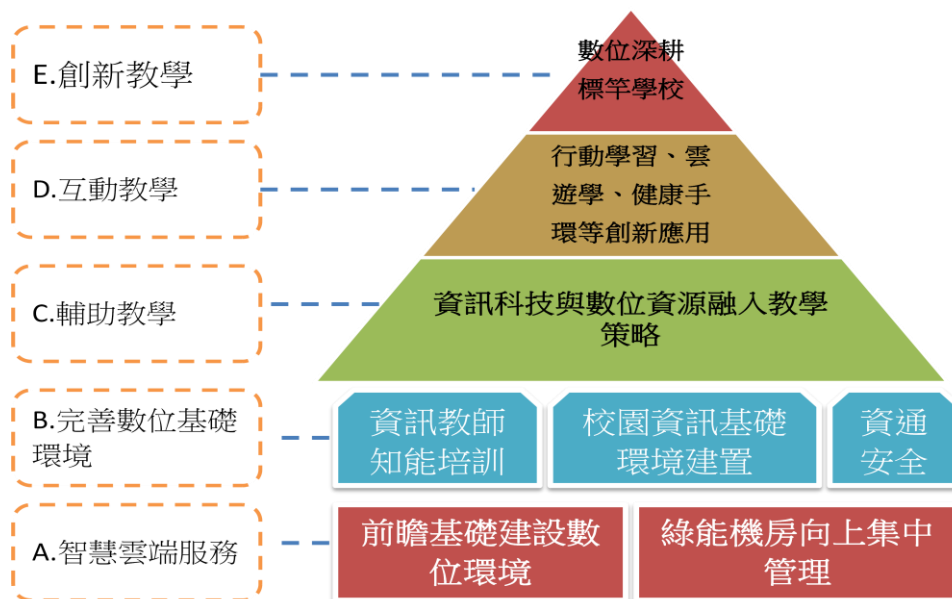 E.創新教學
數位深耕
標竿學校
D.互動教學
行動學習、雲
遊學、健康手
環等創新應用
C.輔助教學
資訊科技與數位資源融入教學
策略
B.完善數位基礎
環境
資訊教師
知能培訓
校園資訊基礎
環境建置
資通
安全
A.智慧雲端服務
前瞻基礎建設數
位環境
綠能機房向上集中
管理